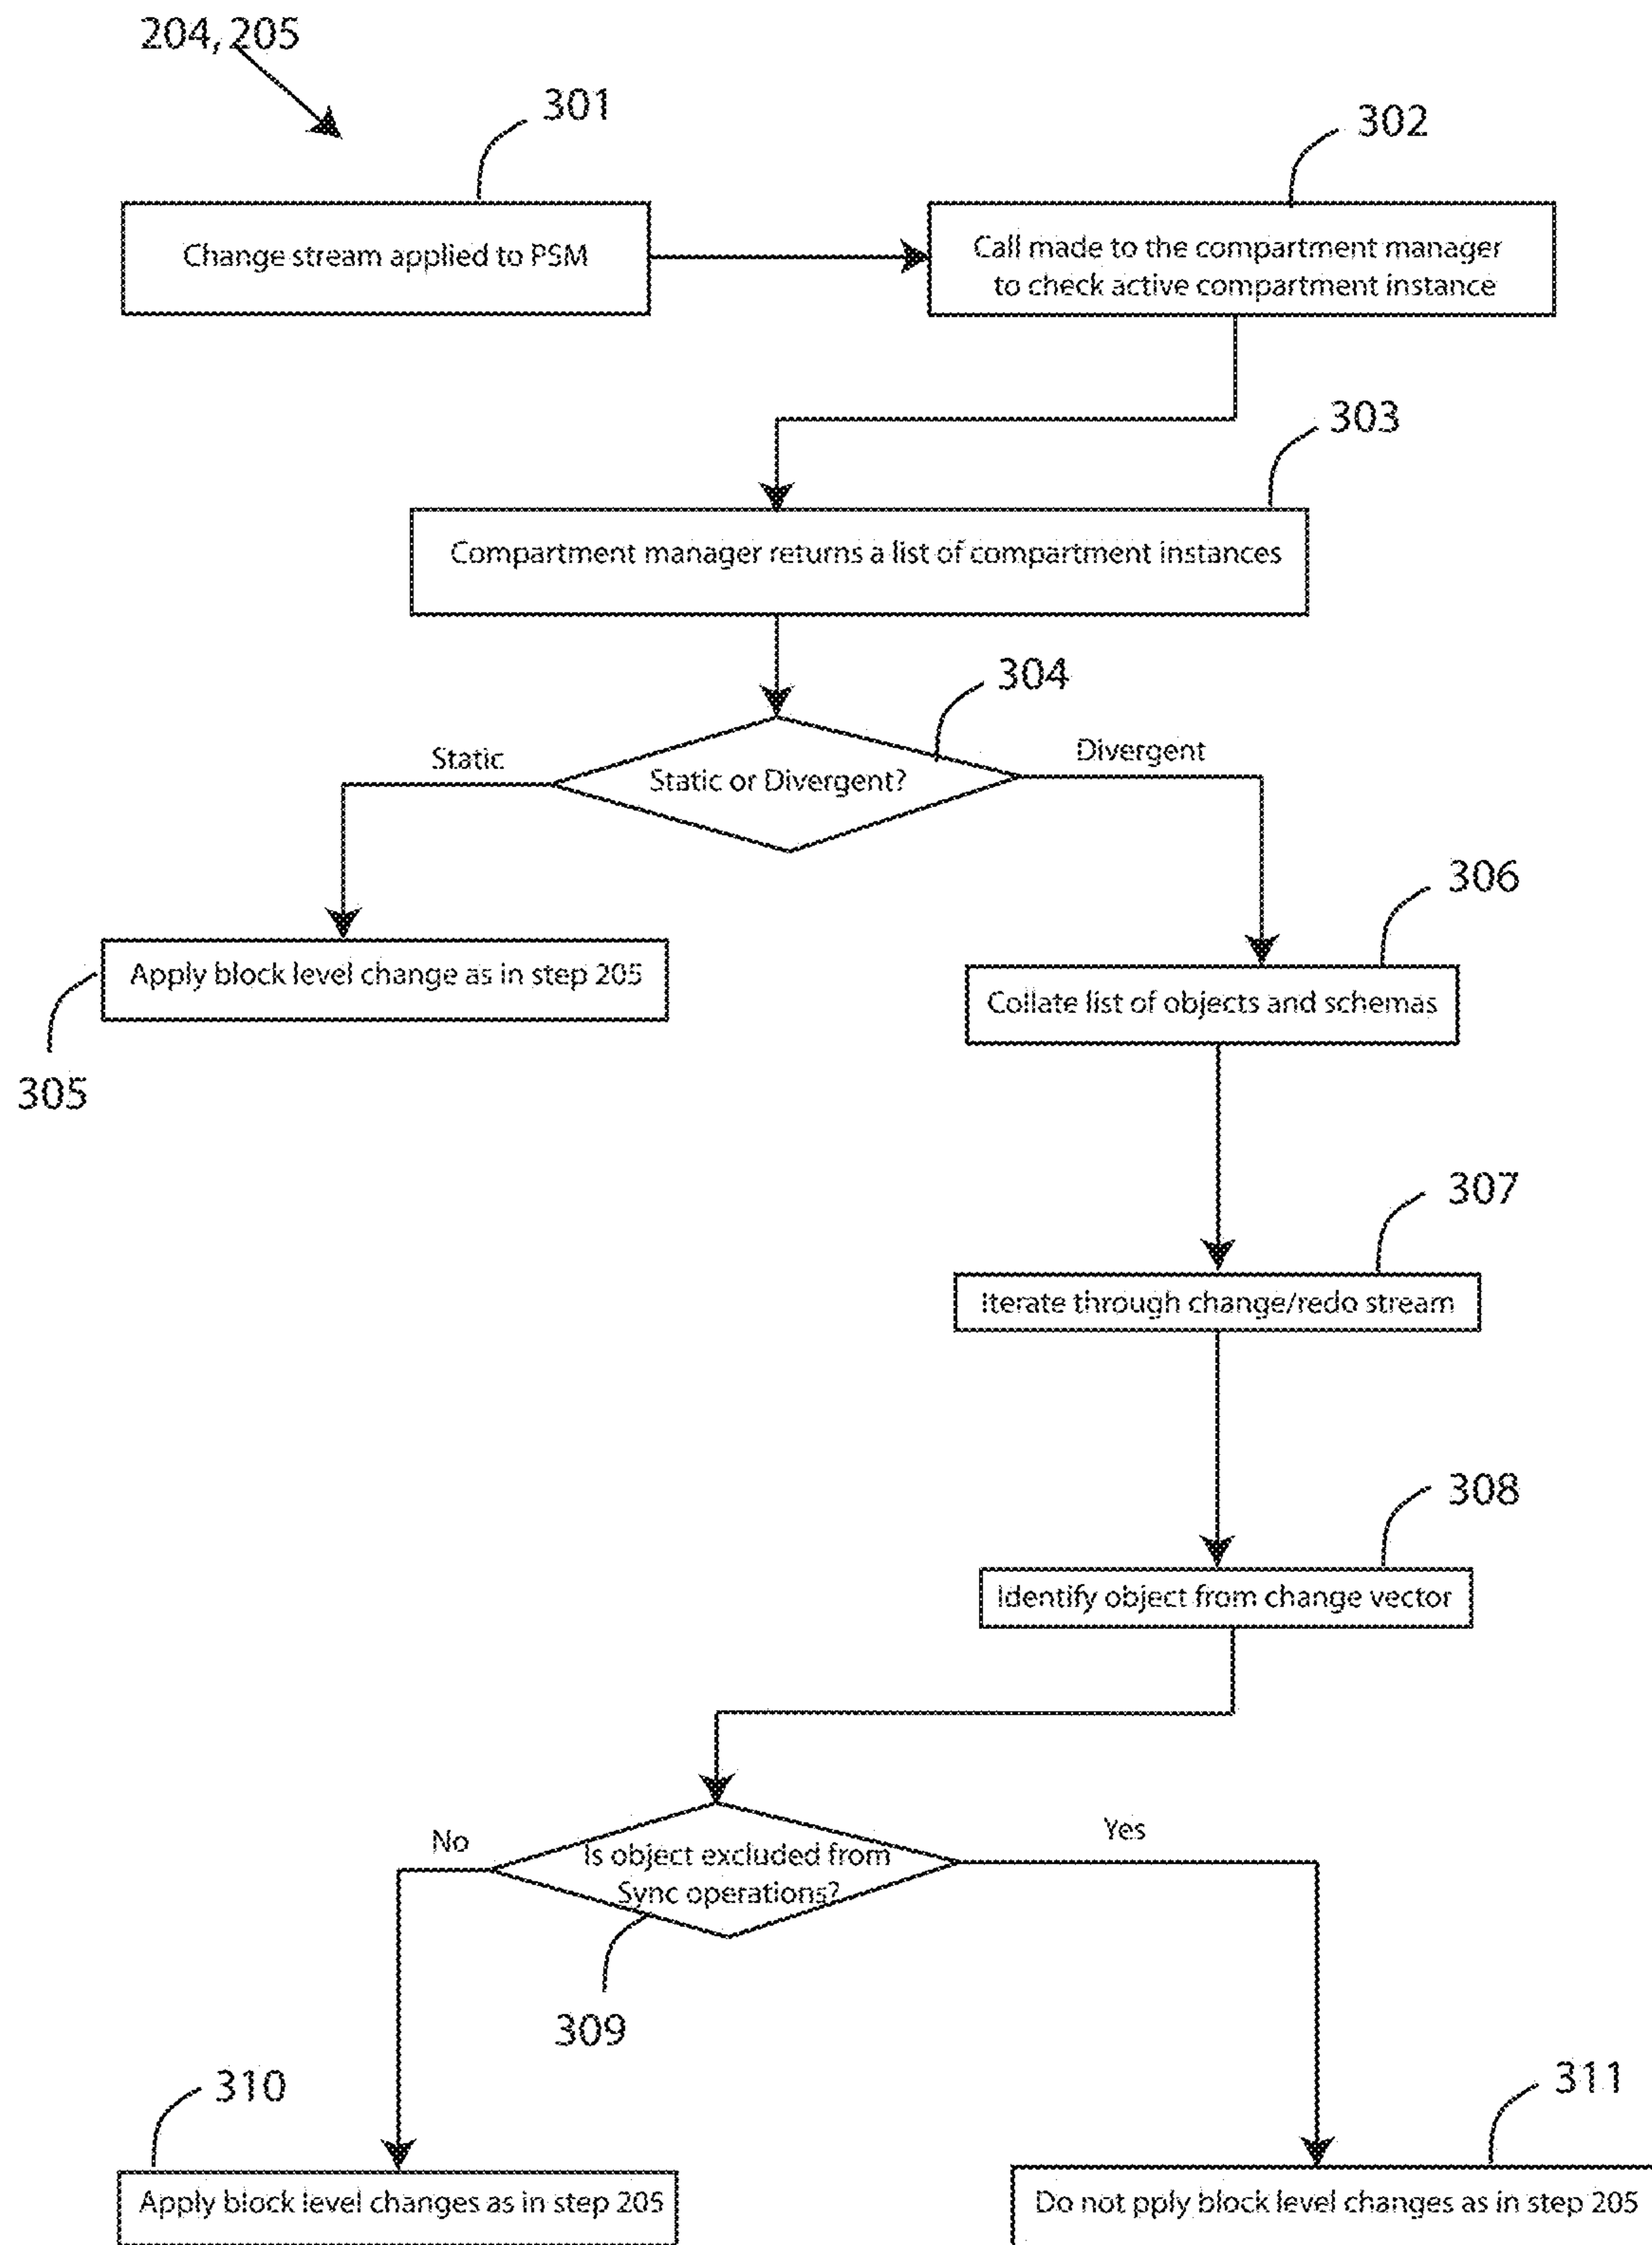 204, 205
301
302
Change stream applied to PSM
Call made to the compartment manager
to check active compartment instance
303
Compartment manager returns a list of compartment instances
304
Static
Static or Divergent?
Divergent
306
Apply block level change as in step 205
Collate list of objects and schemas
305
307
Iterate through change/redo stream
308
Identify object from change vector
No
Is object excluded from
Sync operations?
Yes
309
310
311
Apply block level changes as in step 205
Do not pply block level changes as in step 205